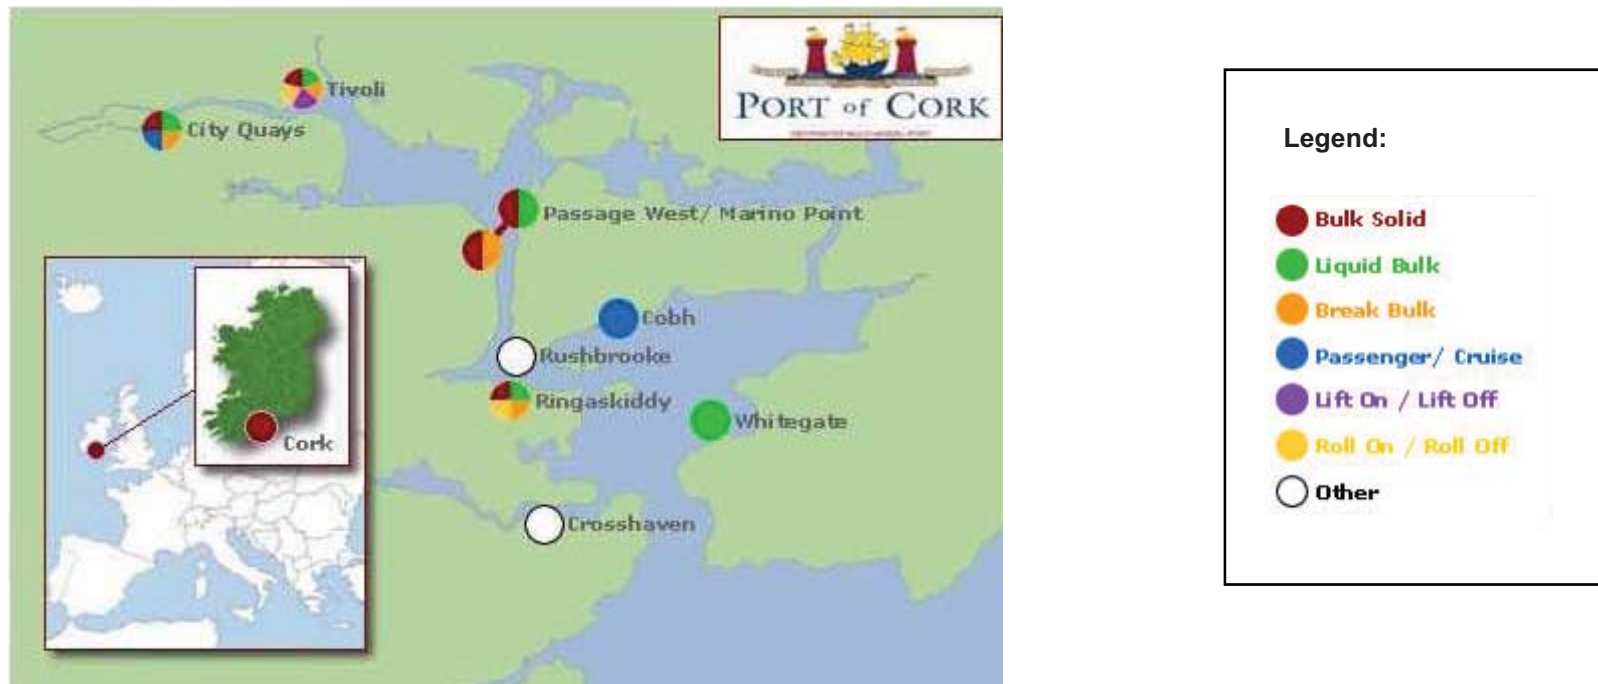 PORT of CORK
Tivoli
City Quays
Passage West/ Marino Point
Cobh
Rushbrooke
Ringaskiddy
Whitegate
Crosshaven
Cork
Legend:
Bulk Solid
Liquid Bulk
Break Bulk
Passenger/ Cruise
Lift On / Lift Off
Roll On / Roll Off
Other